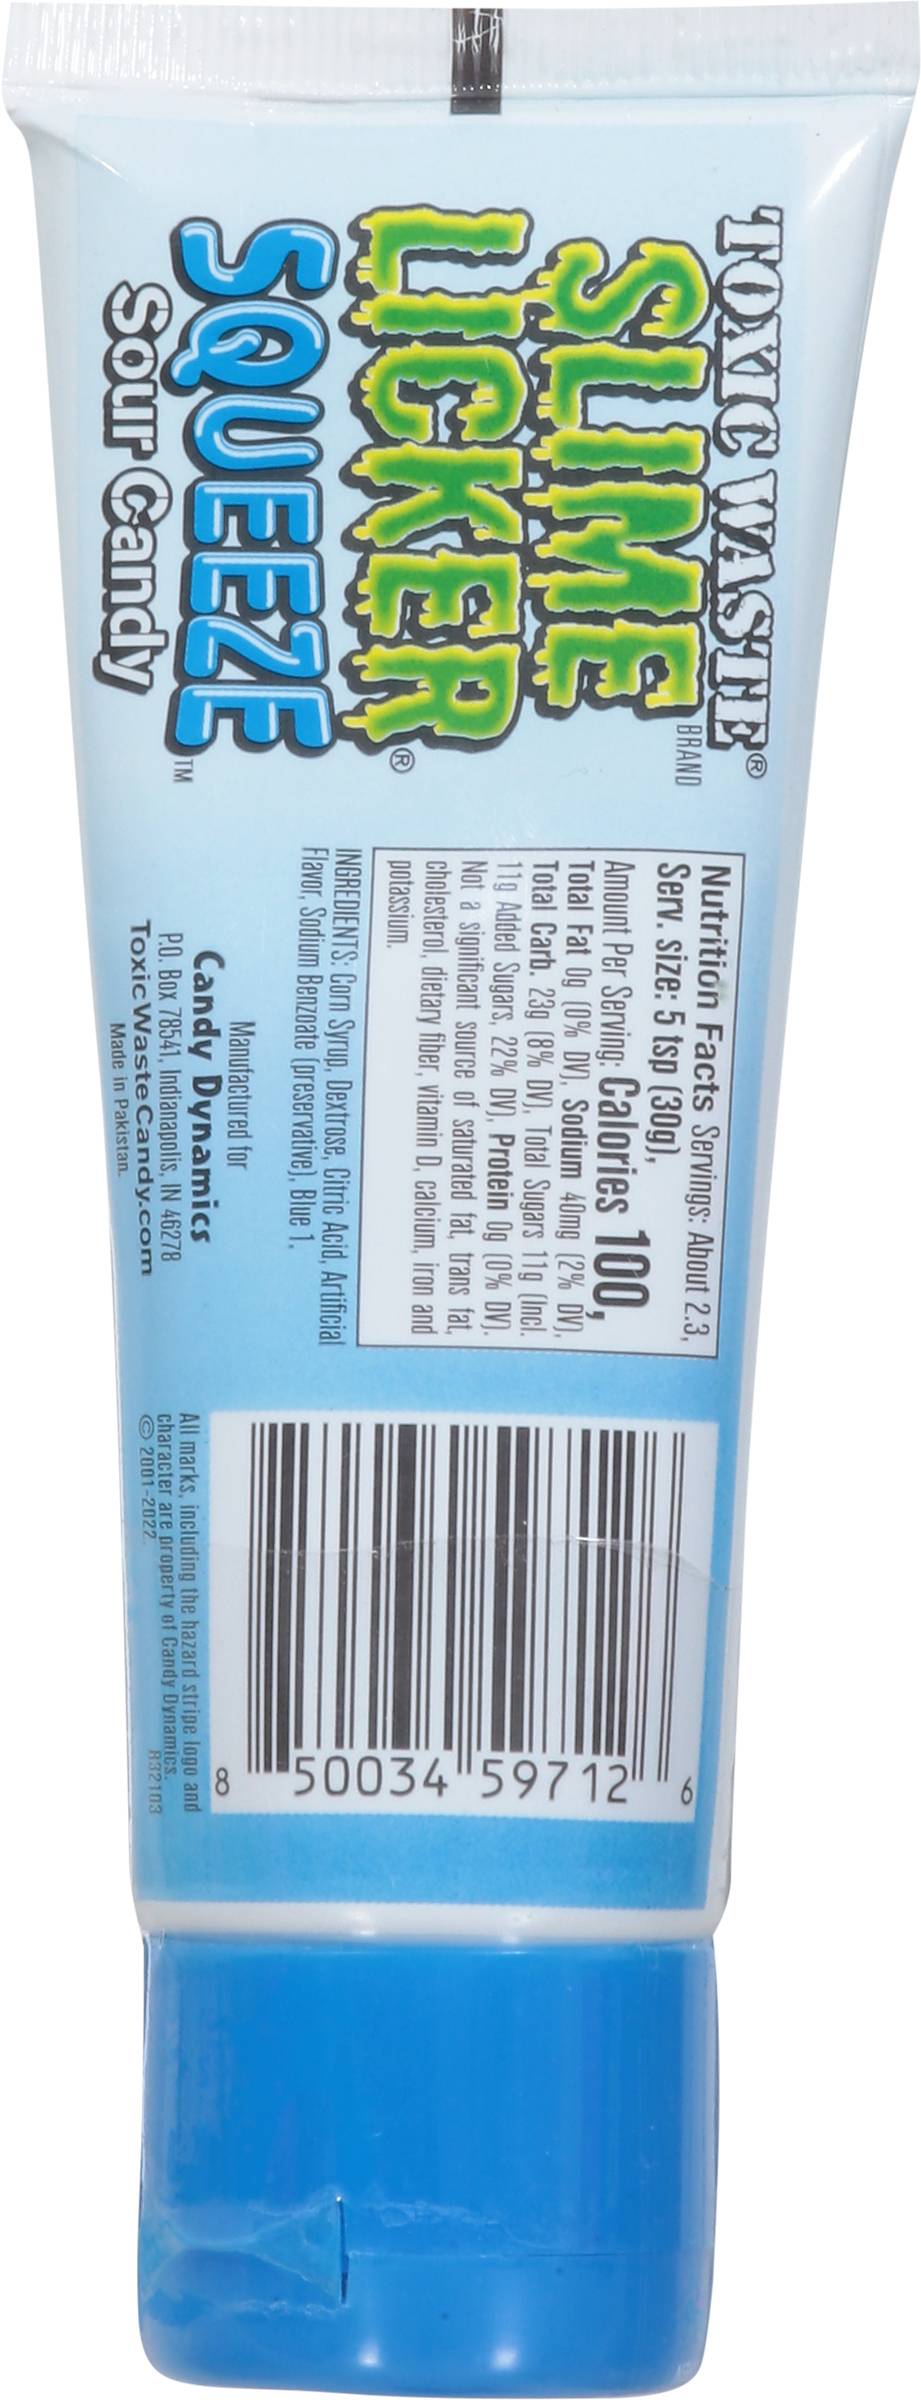 TOXIC WASTE®
BRAND
SLIME
LICKER®
SQUEEZE™
Sour Candy
Nutrition Facts Servings: About 2.3,
Serv. size: 5 tsp (30g),
Amount Per Serving: Calories 100,
Total Fat 0g (0% DV), Sodium 40mg (2% DV),
Total Carb. 23g (8% DV), Total Sugars 11g (Incl.
11g Added Sugars, 22% DV), Protein 0g (0% DV).
Not a significant source of saturated fat, trans fat,
cholesterol, dietary fiber, vitamin D, calcium, iron and
potassium.
INGREDIENTS: Corn Syrup, Dextrose, Citric Acid, Artificial
Flavor, Sodium Benzoate (preservative), Blue 1.
Manufactured for
Candy Dynamics
P.O. Box 78541, Indianapolis, IN 46278
ToxicWasteCandy.com
Made in Pakistan.
8 50034 59712 6
All marks, including the hazard stripe logo and
character are property of Candy Dynamics.
© 2001-2022. R32103